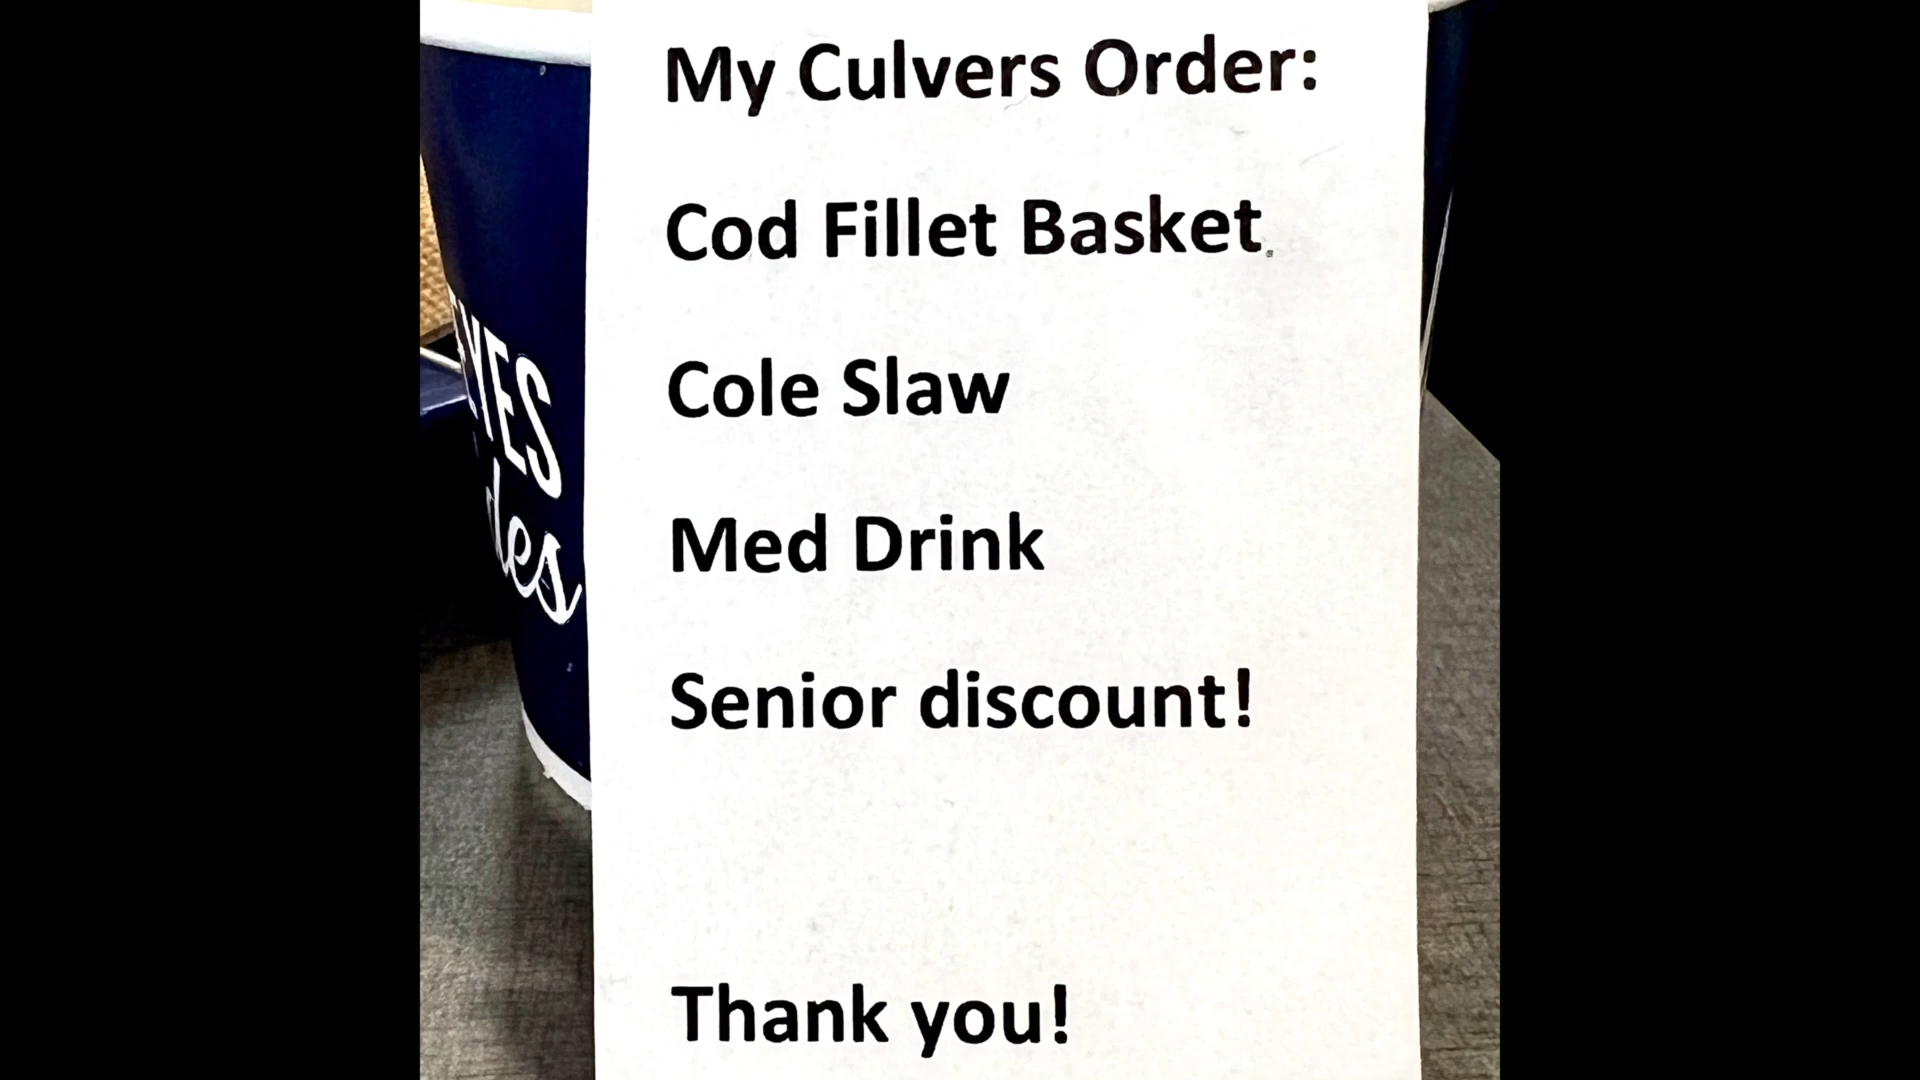 My Culvers Order:
Cod Fillet Basket
Cole Slaw
Med Drink
Senior discount!
Thank you!